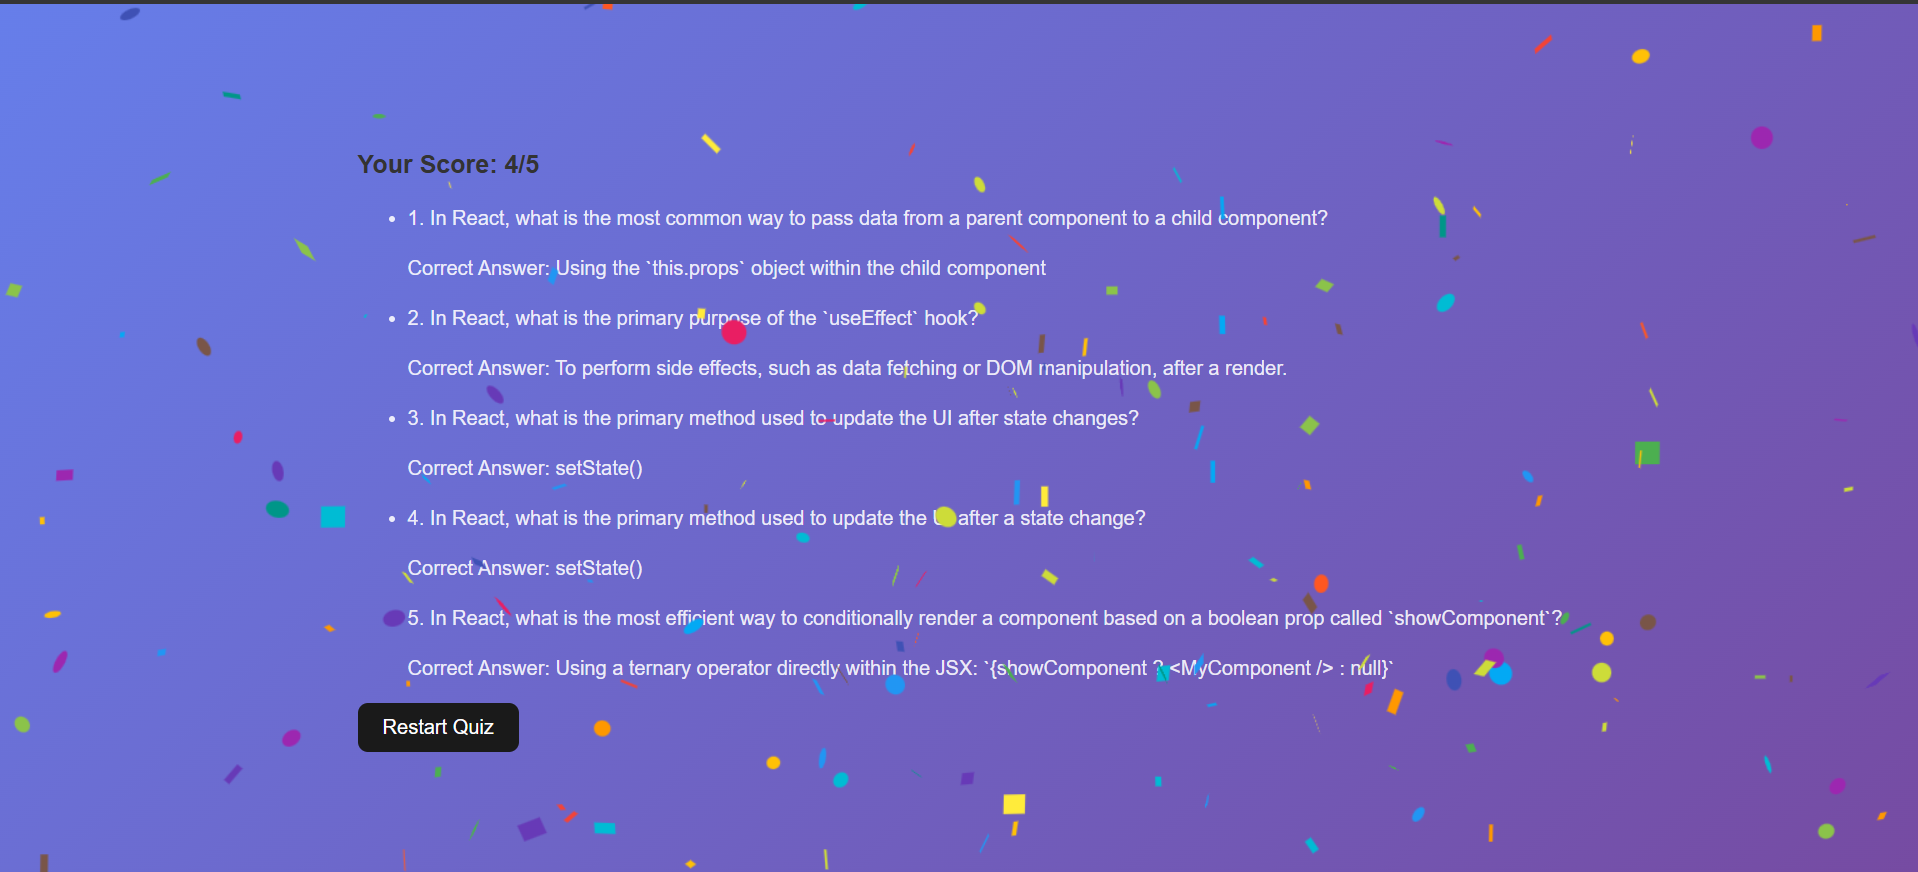 Your Score: 4/5
• 1. In React, what is the most common way to pass data from a parent component to a child component?
Correct Answer: Using the `this.props` object within the child component
• 2. In React, what is the primary purpose of the `useEffect` hook?
Correct Answer: To perform side effects, such as data fetching or DOM manipulation, after a render.
• 3. In React, what is the primary method used to update the UI after state changes?
Correct Answer: setState()
• 4. In React, what is the primary method used to update the UI after a state change?
Correct Answer: setState()
5. In React, what is the most efficient way to conditionally render a component based on a boolean prop called `showComponent`?
Correct Answer: Using a ternary operator directly within the JSX: `{showComponent ? <MyComponent /> : null}`
Restart Quiz